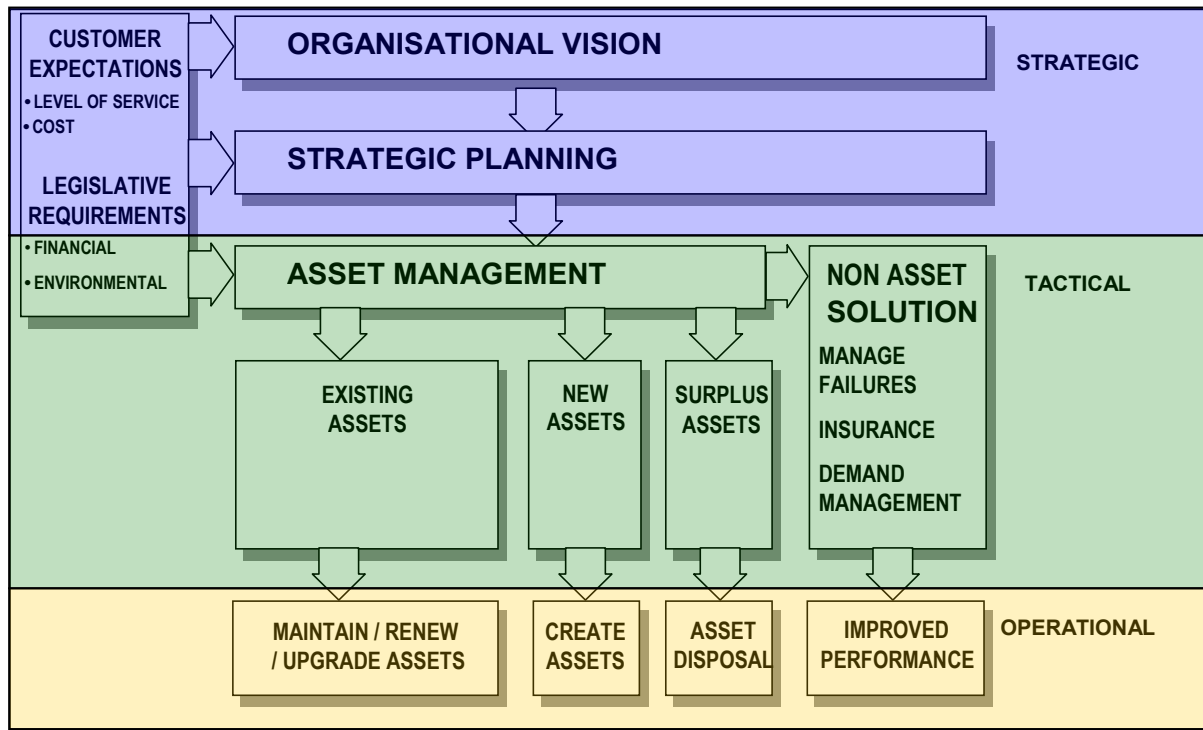 CUSTOMER
EXPECTATIONS
• LEVEL OF SERVICE
• COST
LEGISLATIVE
REQUIREMENTS
• FINANCIAL
• ENVIRONMENTAL
ORGANISATIONAL VISION
STRATEGIC
STRATEGIC PLANNING
ASSET MANAGEMENT
NON ASSET
SOLUTION
MANAGE
FAILURES
INSURANCE
DEMAND
MANAGEMENT
TACTICAL
EXISTING
ASSETS
NEW
ASSETS
SURPLUS
ASSETS
MAINTAIN / RENEW
/ UPGRADE ASSETS
CREATE
ASSETS
ASSET
DISPOSAL
IMPROVED
PERFORMANCE
OPERATIONAL